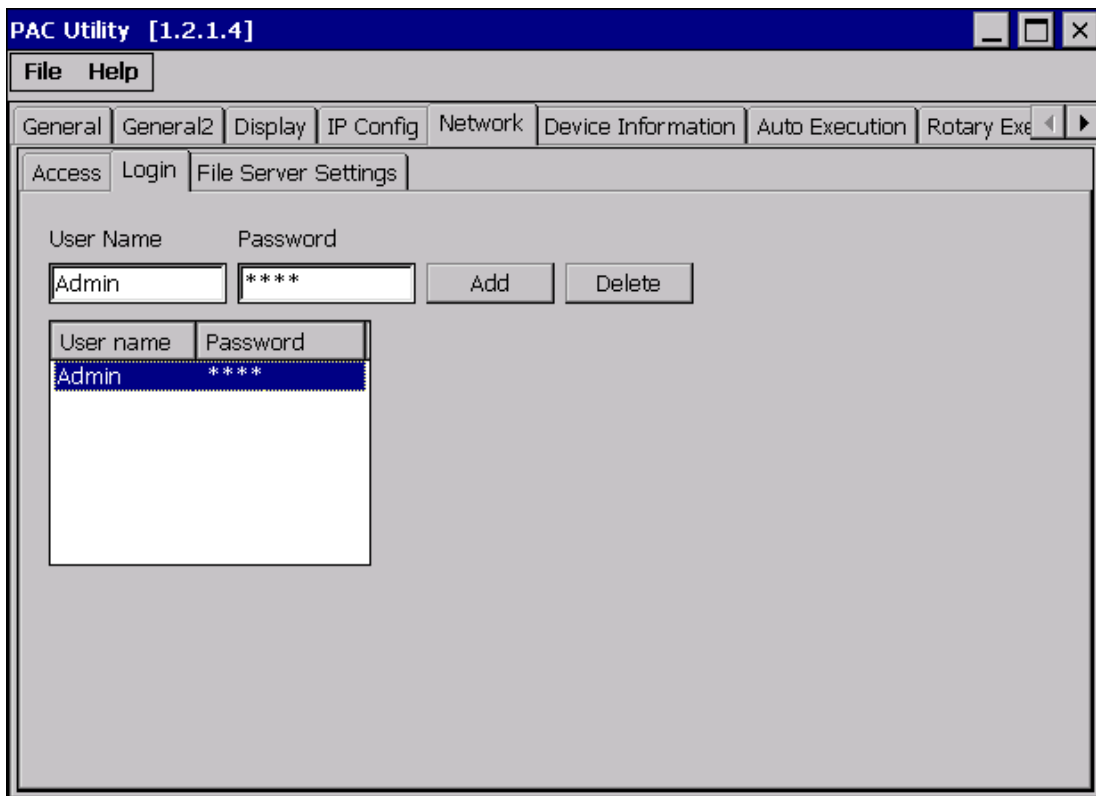 PAC Utility [1.2.1.4]
File Help
General General2 Display IP Config Network Device Information Auto Execution Rotary Exe
Access Login File Server Settings
User Name Password
Admin **** Add Delete
User name Password
Admin ****